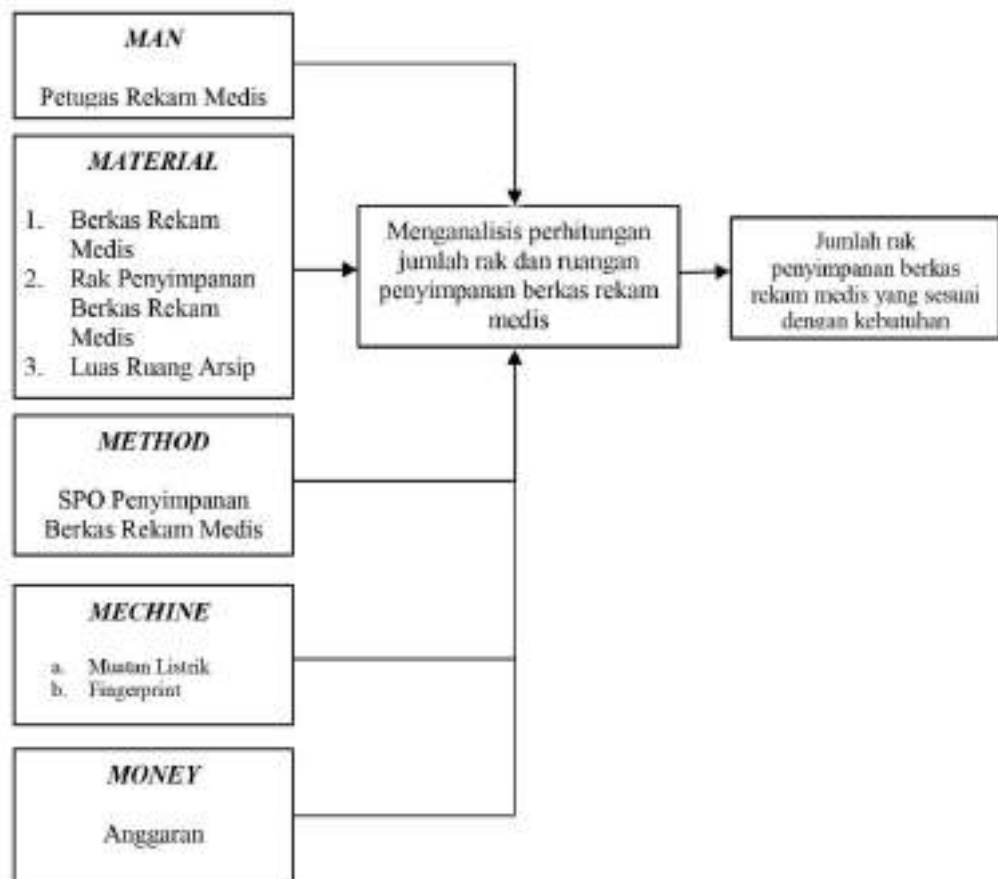 MAN
Petugas Rekam Medis
MATERIAL
1. Berkas Rekam
Medis
2. Rak Penyimpanan
Berkas Rekam
Medis
3. Luas Ruang Arsip
METHOD
SPO Penyimpanan
Berkas Rekam Medis
MECHINE
a. Muatan Listrik
b. Fingerprint
MONEY
Anggaran
Menganalisis perhitungan
jumlah rak dan ruangan
penyimpanan berkas rekam
medis
Jumlah rak
penyimpanan berkas
rekam medis yang sesuai
dengan kebutuhan